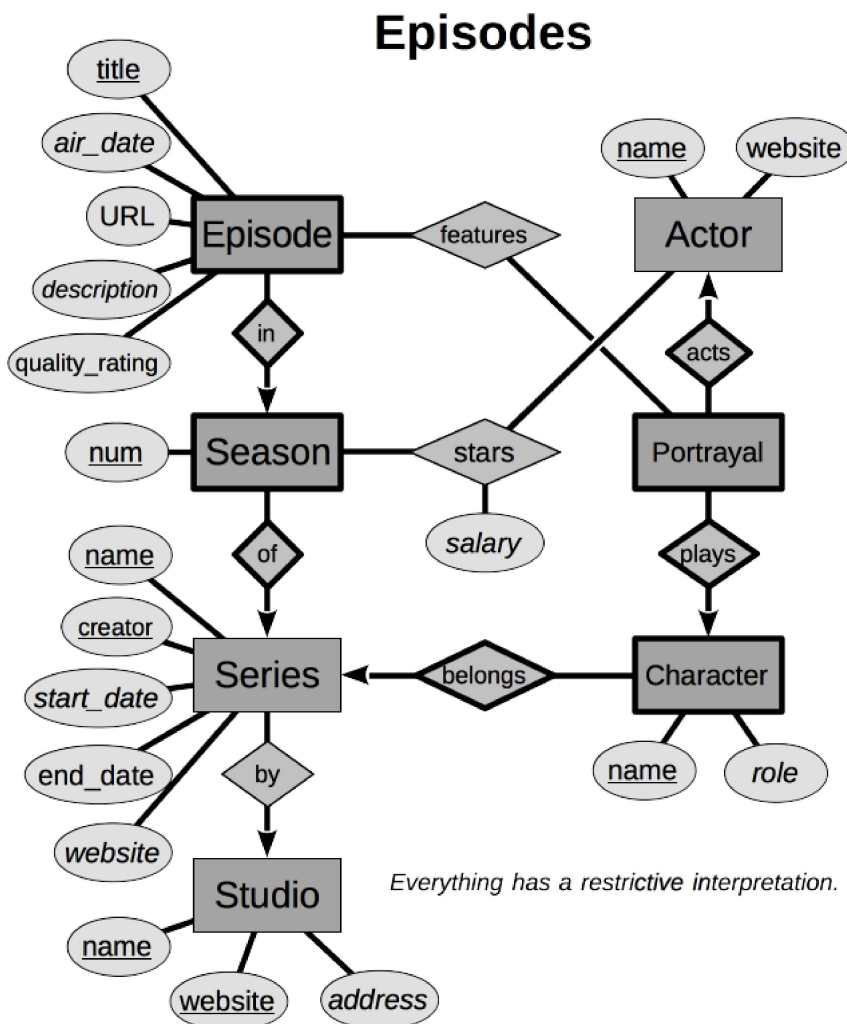 Episodes
title
air_date
URL
description
quality_rating
Episode
features
name
website
Actor
in
acts
num
Season
stars
Portrayal
salary
name
creator
start_date
end_date
website
of
plays
Series
belongs
Character
name
role
by
Everything has a restrictive interpretation.
Studio
name
website
address